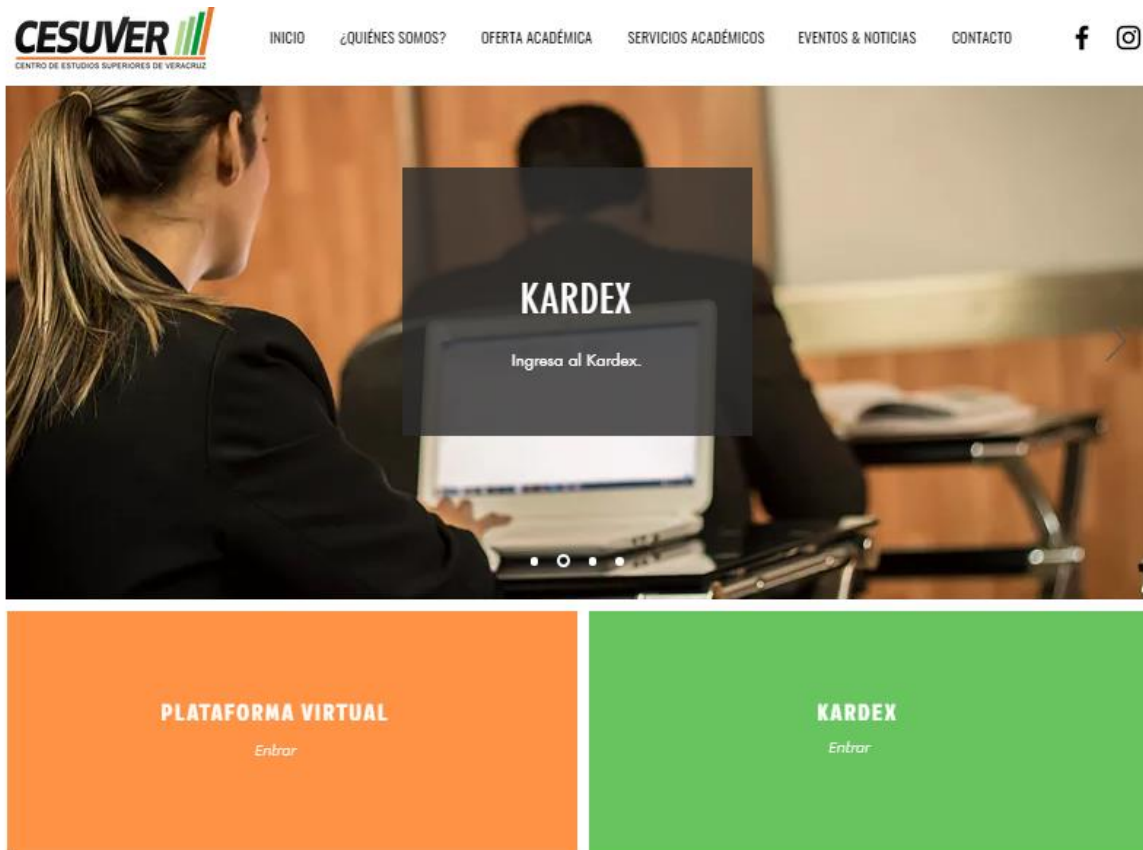 CESUVER
CENTRO DE ESTUDIOS SUPERIORES DE VERACRUZ
INICIO ¿QUIÉNES SOMOS? OFERTA ACADÉMICA SERVICIOS ACADÉMICOS EVENTOS & NOTICIAS CONTACTO
KARDEX
Ingresa al Kardex.
PLATAFORMA VIRTUAL
Entrar
KARDEX
Entrar